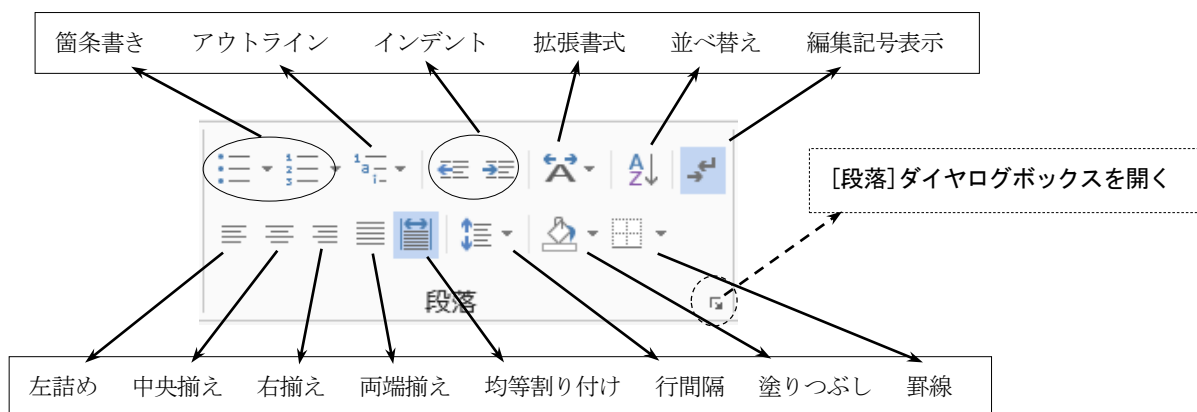 箇条書き アウトライン インデント 拡張書式 並べ替え 編集記号表示
[段落]ダイヤログボックスを開く
段落
左詰め 中央揃え 右揃え 両端揃え 均等割り付け 行間隔 塗りつぶし 罫線